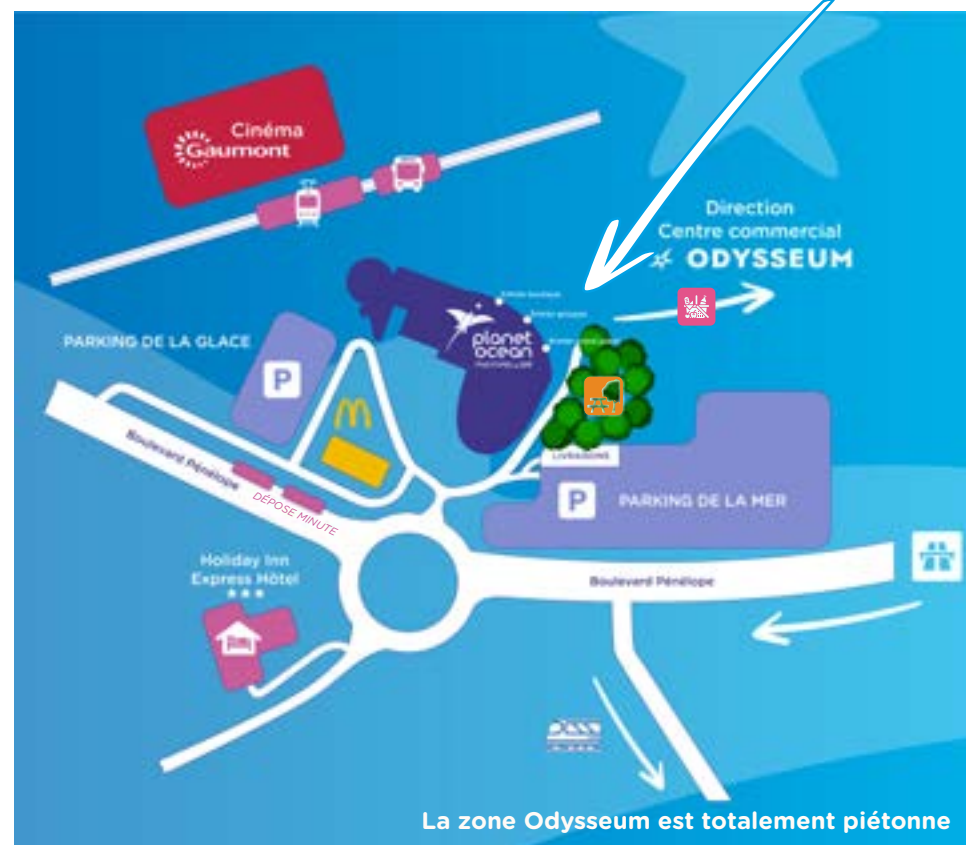 Cinéma
Gaumont
Direction
Centre commercial
ODYSSEUM
planet
ocean
PARKING DE LA GLACE
P
Boulevard Pénélope
DÉPOSE MINUTE
LIVRAISONS
P
PARKING DE LA MER
Holiday Inn
Express Hôtel
Boulevard Pénélope
La zone Odysseum est totalement piétonne